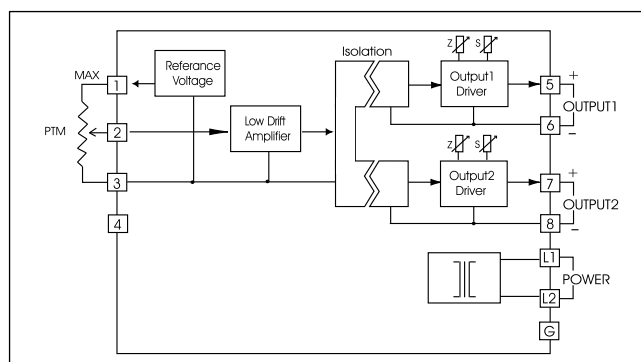 Isolation
Z S
MAX
1
Referance
Voltage
Output1
Driver
5
+
OUTPUT1
PTM
2
Low Drift
Amplifier
6
–
Z S
3
Output2
Driver
7
+
OUTPUT2
4
8
–
L1
POWER
L2
G